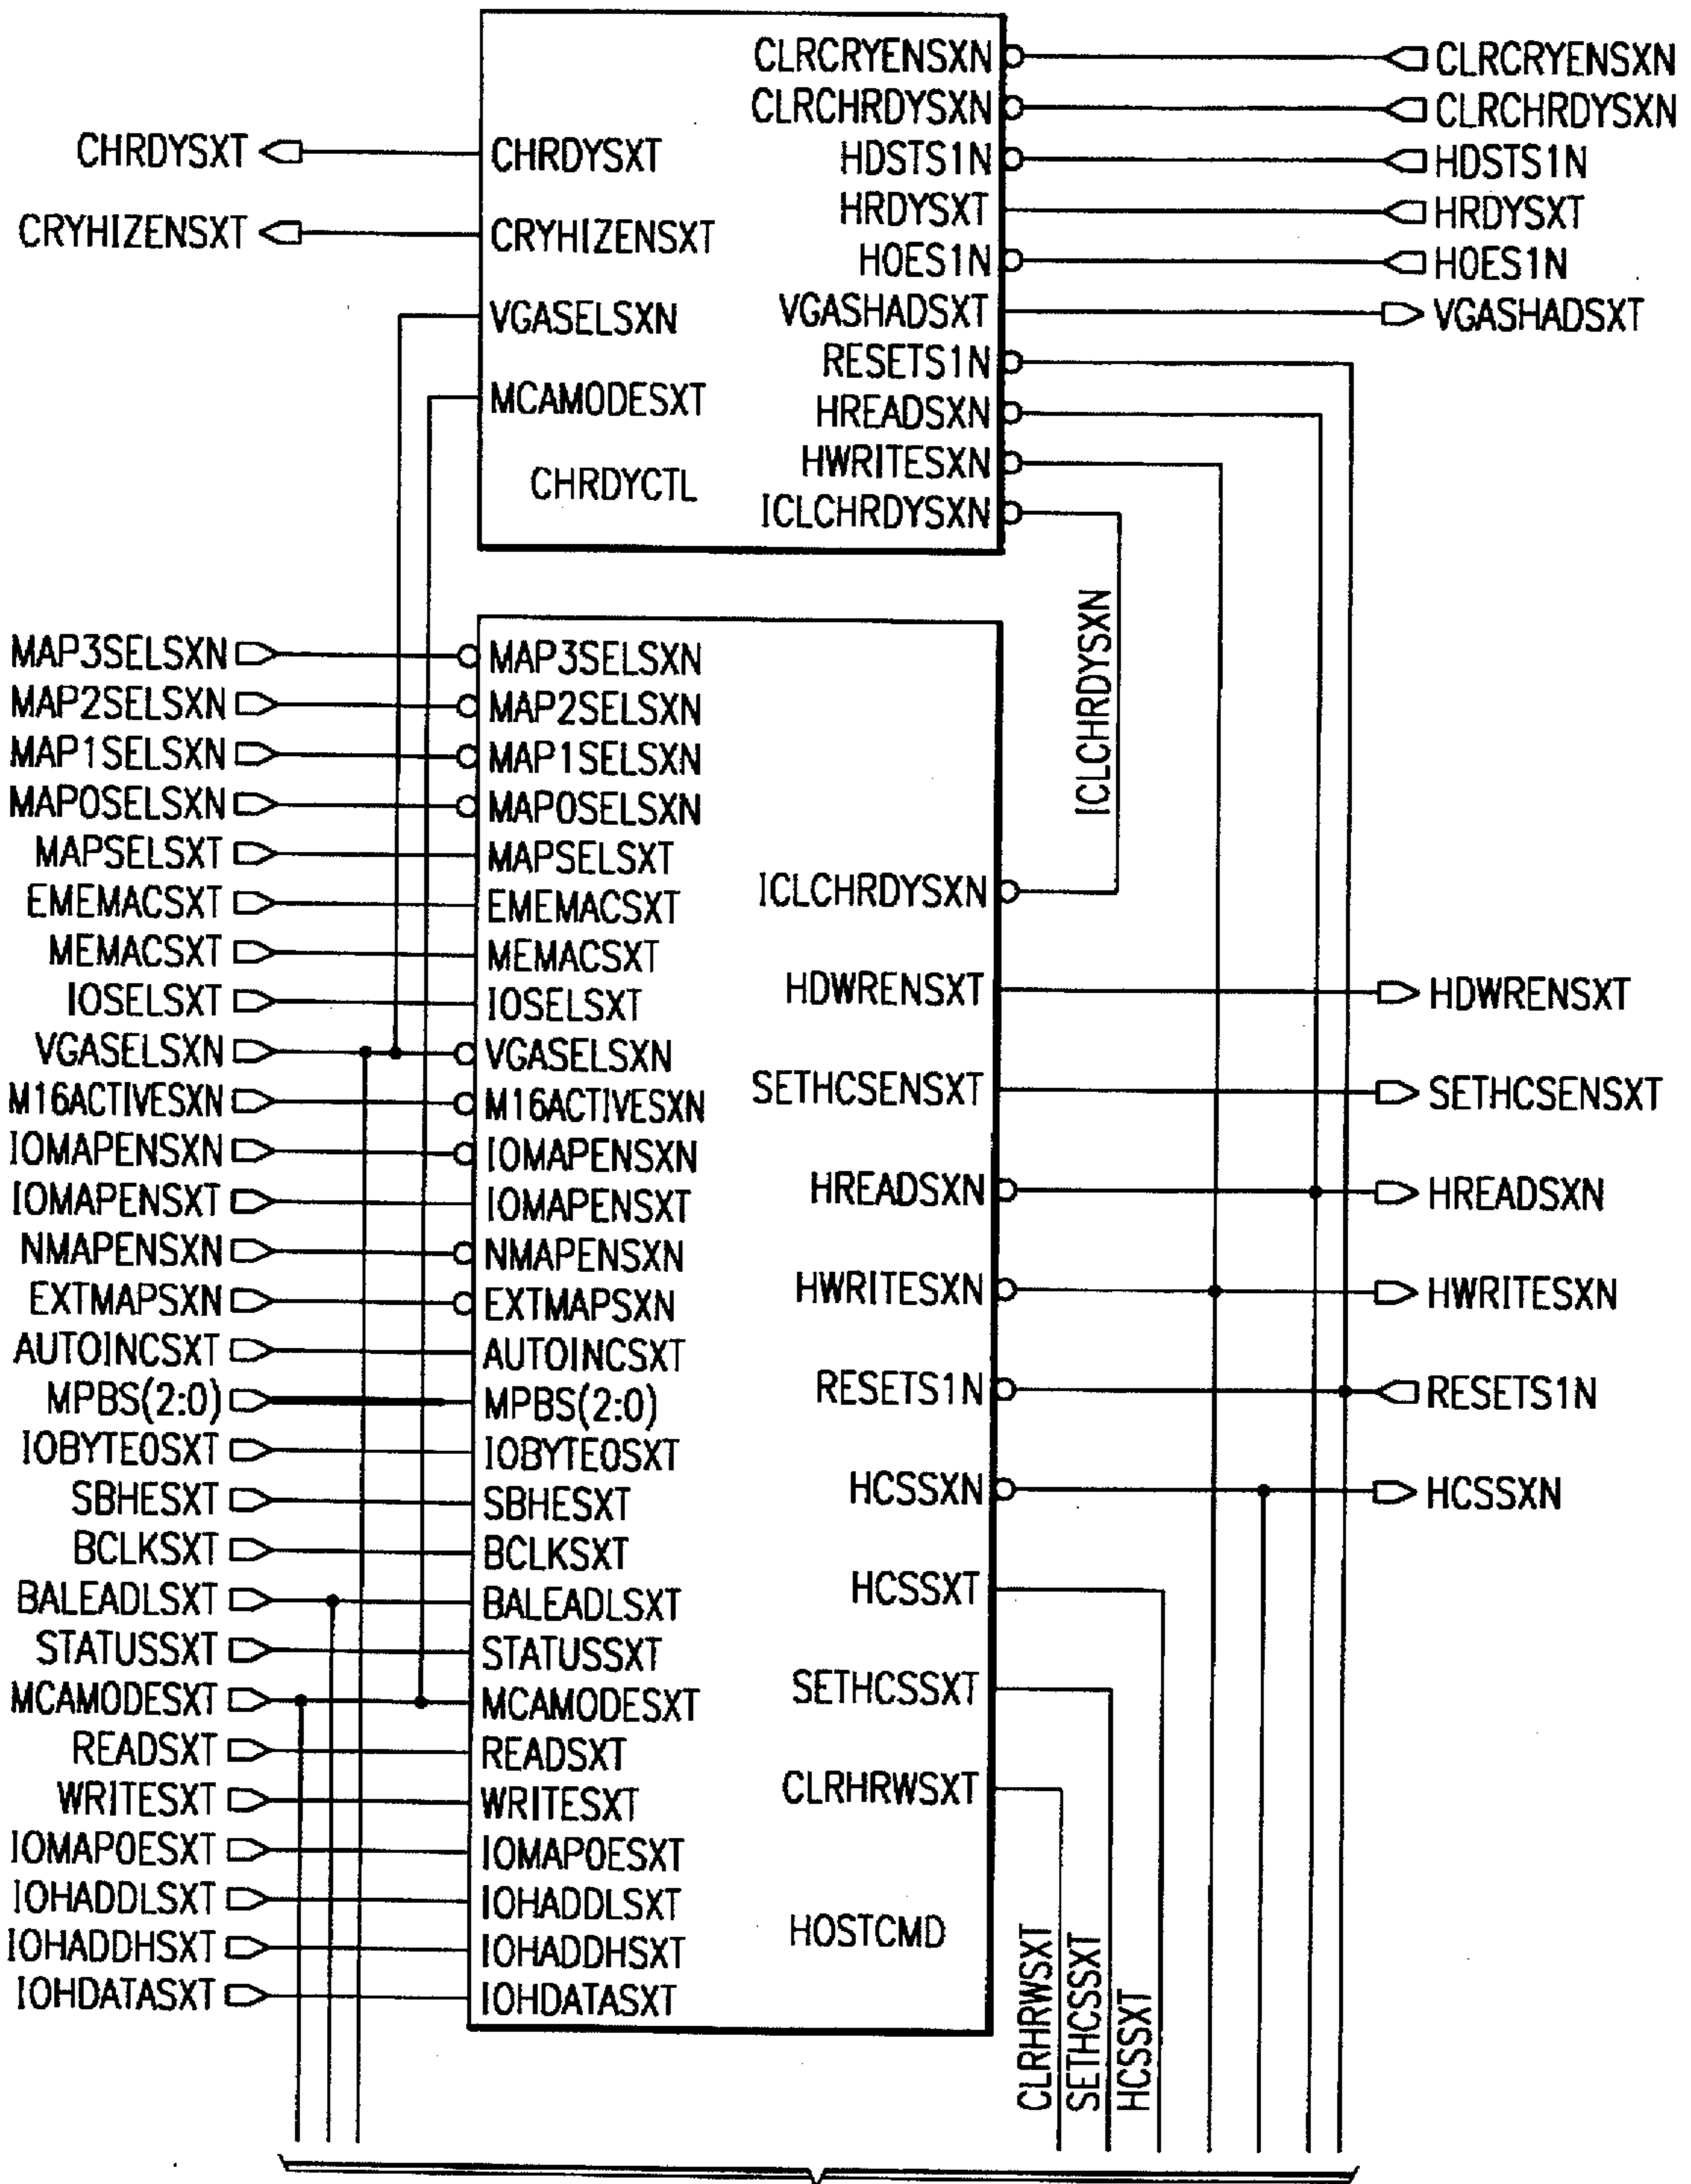 CLRCRYENSXN CLRCRYENSXN
CLRCHRDYSXN CLRCHRDYSXN
CHRDYSXT CHRDYSXT HDSTS1N HDSTS1N
HRDYSXT HRDYSXT
CRYHIZENSXT CRYHIZENSXT HOES1N HOES1N
VGASELSXN VGASHADSXT VGASHADSXT
RESETS1N
MCAMODESXT HREADSXN
HWRITESXN
CHRDYCTL ICLCHRDYSXN
ICLCHRDYSXN
MAP3SELSXN MAP3SELSXN
MAP2SELSXN MAP2SELSXN
MAP1SELSXN MAP1SELSXN
MAP0SELSXN MAP0SELSXN
MAPSELSXT MAPSELSXT
EMEMACSXT EMEMACSXT ICLCHRDYSXN
MEMACSXT MEMACSXT
IOSELSXT IOSELSXT HDWRENSXT HDWRENSXT
VGASELSXN VGASELSXN
M16ACTIVESXN M16ACTIVESXN SETHCSENSXT SETHCSENSXT
IOMAPENSXN IOMAPENSXN
IOMAPENSXT IOMAPENSXT HREADSXN HREADSXN
NMAPENSXN NMAPENSXN
EXTMAPSXN EXTMAPSXN HWRITESXN HWRITESXN
AUTOINCSXT AUTOINCSXT
MPBS(2:0) MPBS(2:0) RESETS1N RESETS1N
IOBYTE0SXT IOBYTE0SXT
SBHESXT SBHESXT HCSSXN HCSSXN
BCLKSXT BCLKSXT
BALEADLSXT BALEADLSXT HCSSXT
STATUSSXT STATUSSXT
MCAMODESXT MCAMODESXT SETHCSSXT
READSXT READSXT
WRITESXT WRITESXT CLRHRWSXT
IOMAPOESXT IOMAPOESXT
IOHADDLSXT IOHADDLSXT
IOHADDHSXT IOHADDHSXT HOSTCMD
IOHDATASXT IOHDATASXT
CLRHRWSXT
SETHCSSXT
HCSSXT